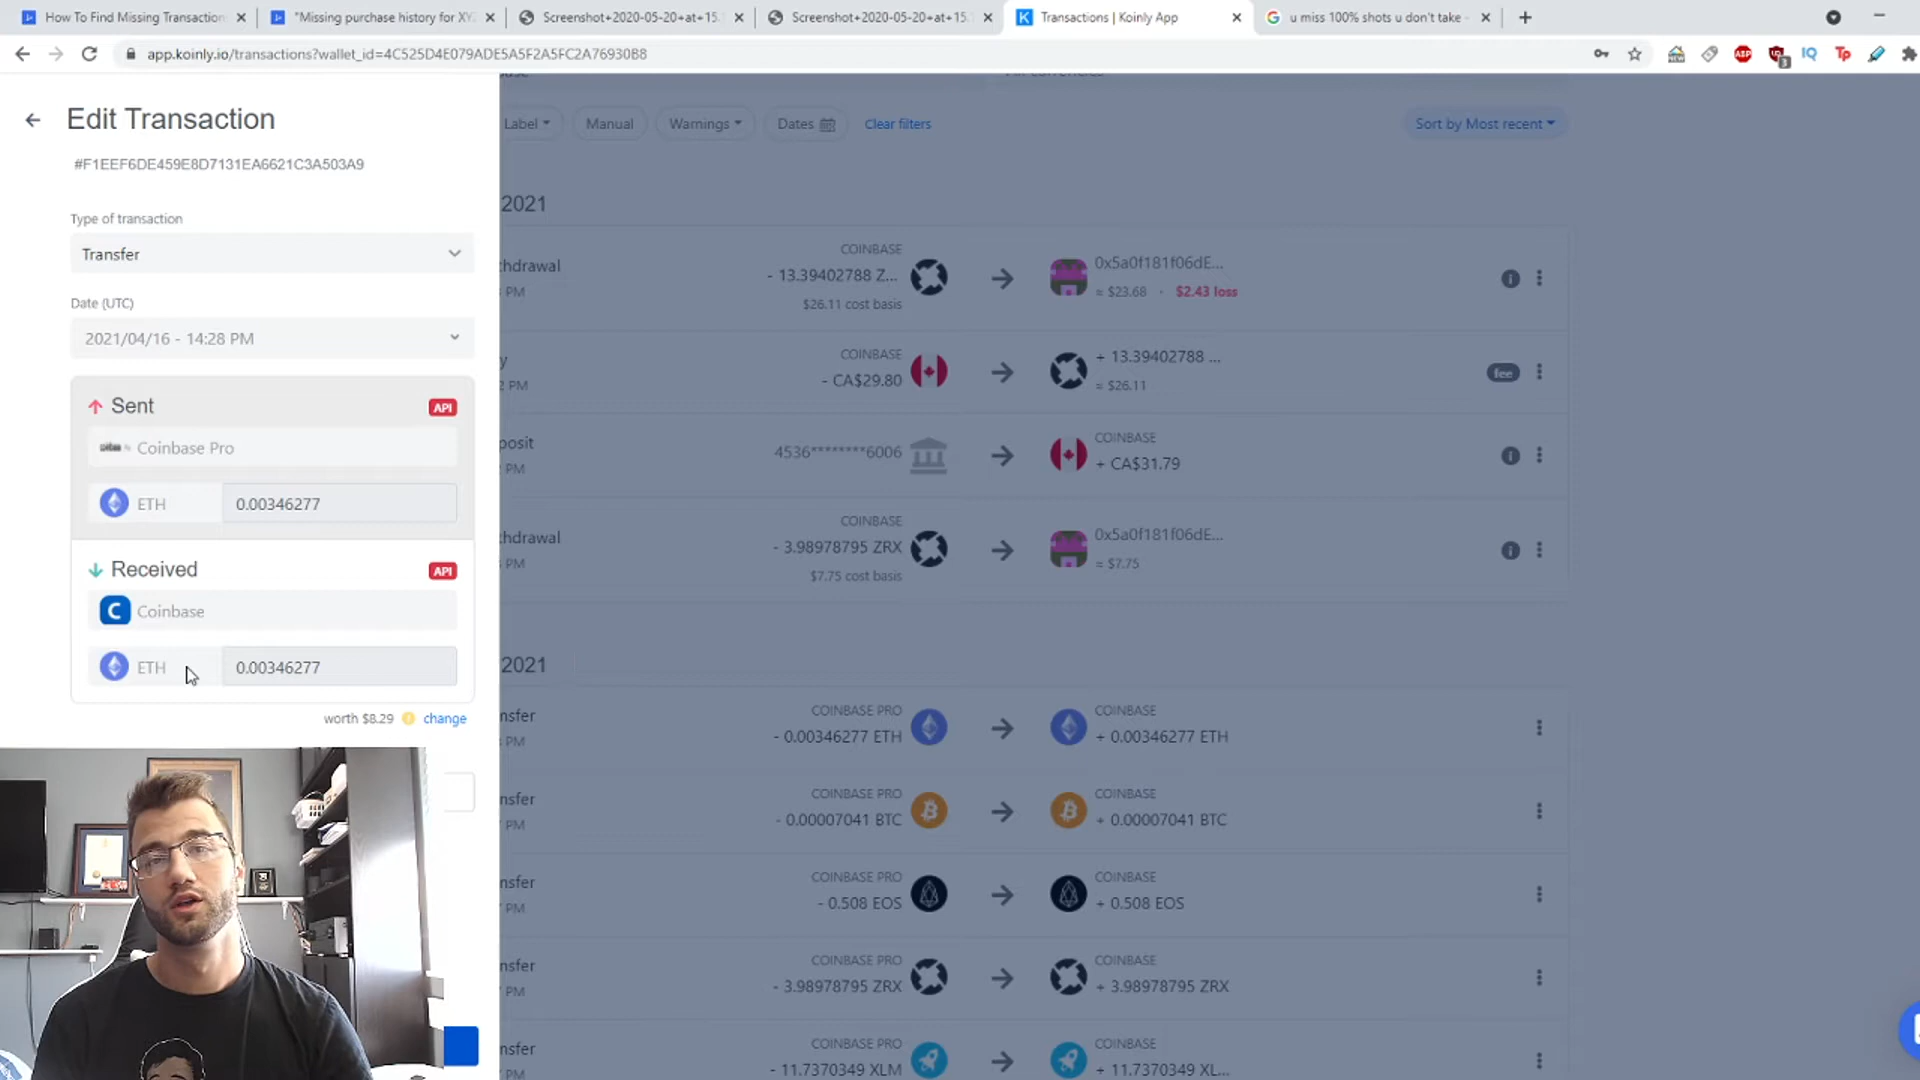 How To Find Missing Transaction
"Missing purchase history for XY
Screenshot+2020-05-20+at+15.
Screenshot+2020-05-20+at+15.
Transactions | Koinly App
u miss 100% shots u don't take -
app.koinly.io/transactions?wallet_id=4C525D4E079ADE5A5F2A5FC2A76930B8
ABP
3
IQ
Tp
Edit Transaction
#F1EEF6DE459E8D7131EA6621C3A503A9
Type of transaction
Transfer
Date (UTC)
2021/04/16 - 14:28 PM
Sent
API
Coinbase Pro
ETH
0.00346277
Received
API
Coinbase
ETH
0.00346277
worth $8.29
change
Label
Manual
Warnings
Dates
Clear filters
Sort by Most recent
2021
thdrawal
PM
COINBASE
- 13.39402788 Z...
$26.11 cost basis
0x5a0f181f06dE...
≈ $23.68 · $2.43 loss
y
2 PM
COINBASE
- CA$29.80
+ 13.39402788 ...
≈ $26.11
fee
posit
2 PM
4536********6006
COINBASE
+ CA$31.79
thdrawal
PM
COINBASE
- 3.98978795 ZRX
$7.75 cost basis
0x5a0f181f06dE...
≈ $7.75
2021
nsfer
PM
COINBASE PRO
- 0.00346277 ETH
COINBASE
+ 0.00346277 ETH
nsfer
PM
COINBASE PRO
- 0.00007041 BTC
COINBASE
+ 0.00007041 BTC
nsfer
PM
COINBASE PRO
- 0.508 EOS
COINBASE
+ 0.508 EOS
nsfer
PM
COINBASE PRO
- 3.98978795 ZRX
COINBASE
+ 3.98978795 ZRX
nsfer
PM
COINBASE PRO
- 11.7370349 XLM
COINBASE
+ 11.7370349 XL...